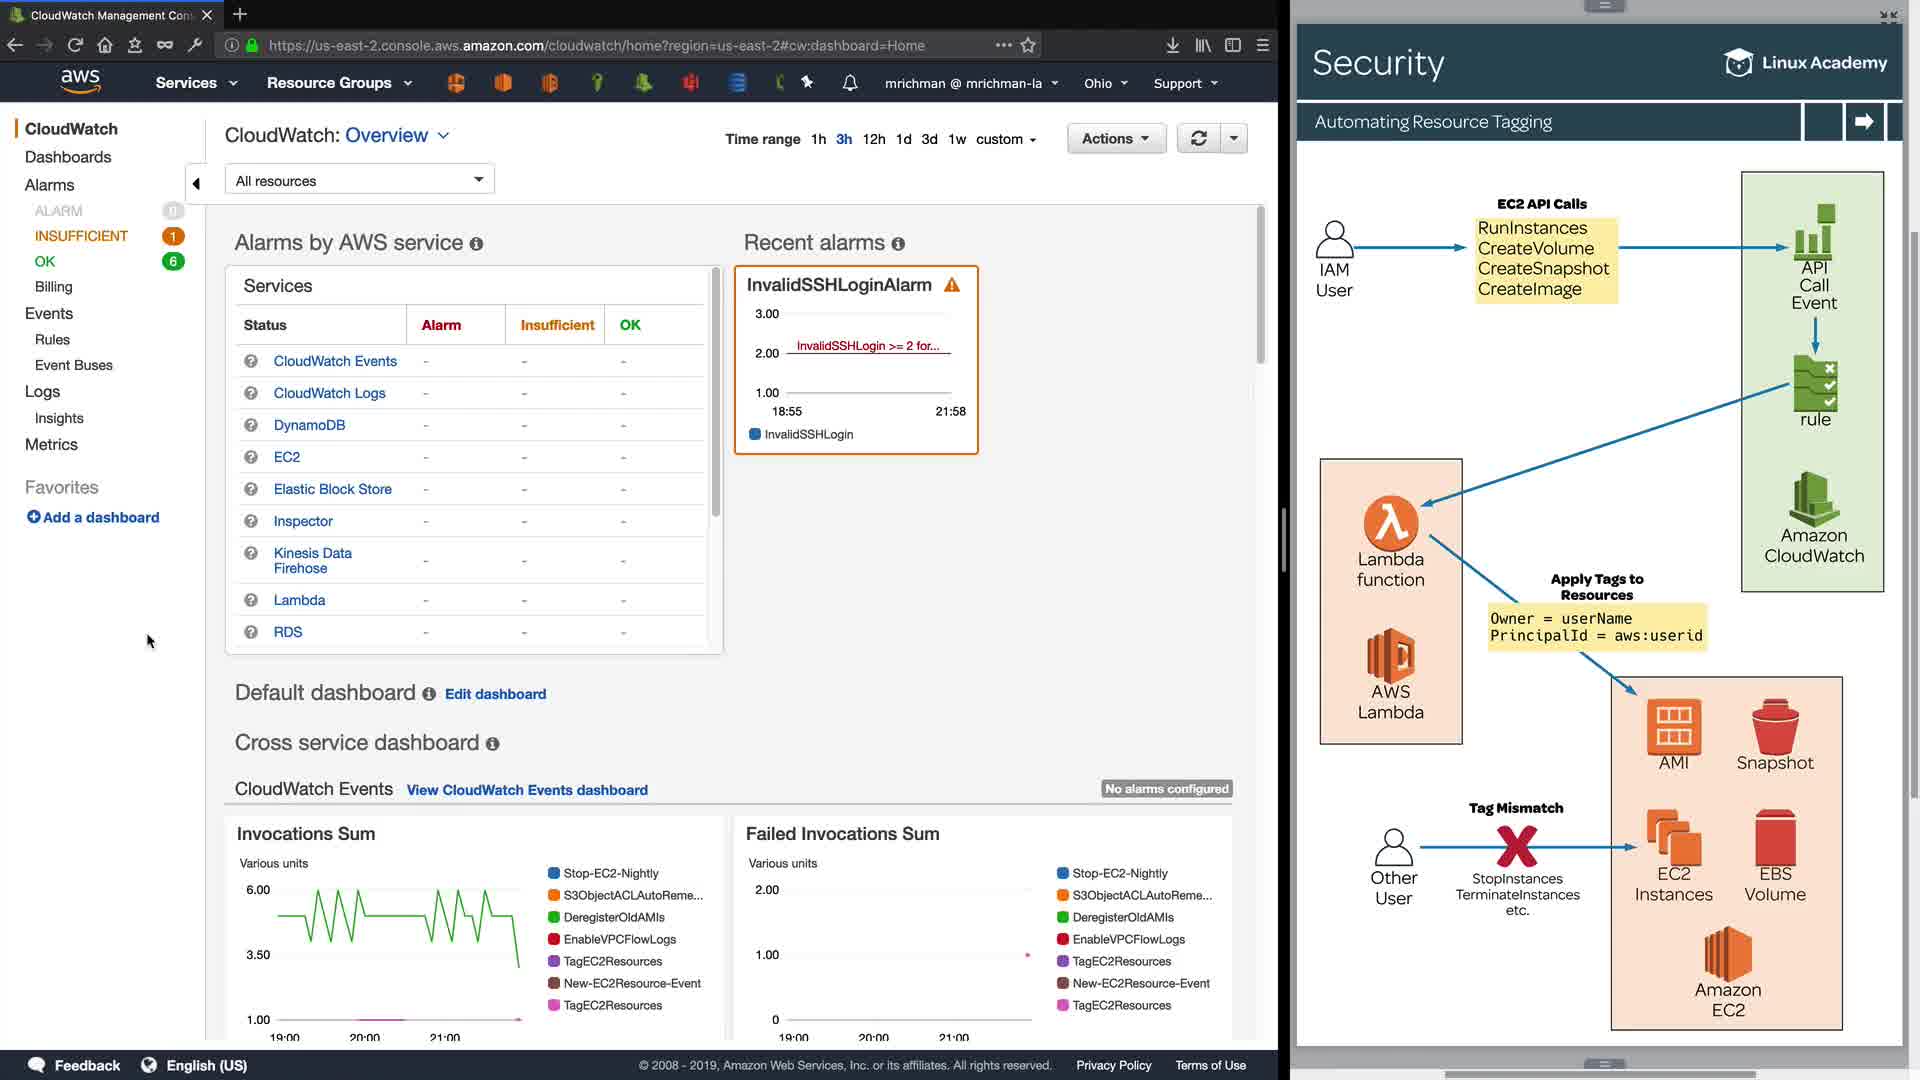 CloudWatch Management Con
https://us-east-2.console.aws.amazon.com/cloudwatch/home?region=us-east-2#cw:dashboard=Home
aws
Services
Resource Groups
mrichman @ mrichman-la
Ohio
Support
CloudWatch
Dashboards
Alarms
ALARM 0
INSUFFICIENT 1
OK 6
Billing
Events
Rules
Event Buses
Logs
Insights
Metrics
Favorites
Add a dashboard
CloudWatch: Overview
Time range 1h 3h 12h 1d 3d 1w custom
Actions
All resources
Alarms by AWS service
Services
Status Alarm Insufficient OK
CloudWatch Events - - -
CloudWatch Logs - - -
DynamoDB - - -
EC2 - - -
Elastic Block Store - - -
Inspector - - -
Kinesis Data
Firehose - - -
Lambda - - -
RDS - - -
Recent alarms
InvalidSSHLoginAlarm
3.00
InvalidSSHLogin >= 2 for...
2.00
1.00
18:55 21:58
InvalidSSHLogin
Default dashboard Edit dashboard
Cross service dashboard
CloudWatch Events View CloudWatch Events dashboard
No alarms configured
Invocations Sum
Various units
6.00
3.50
1.00
19:00 20:00 21:00
Stop-EC2-Nightly
S3ObjectACLAutoReme...
DeregisterOldAMIs
EnableVPCFlowLogs
TagEC2Resources
New-EC2Resource-Event
TagEC2Resources
Failed Invocations Sum
Various units
2.00
1.00
0
19:00 20:00 21:00
Stop-EC2-Nightly
S3ObjectACLAutoReme...
DeregisterOldAMIs
EnableVPCFlowLogs
TagEC2Resources
New-EC2Resource-Event
TagEC2Resources
Feedback
English (US)
© 2008 - 2019, Amazon Web Services, Inc. or its affiliates. All rights reserved.
Privacy Policy
Terms of Use
Security
Linux Academy
Automating Resource Tagging
IAM
User
EC2 API Calls
RunInstances
CreateVolume
CreateSnapshot
CreateImage
API
Call
Event
rule
Amazon
CloudWatch
Lambda
function
AWS
Lambda
Apply Tags to
Resources
Owner = userName
PrincipalId = aws:userid
AMI
Snapshot
EC2
Instances
EBS
Volume
Amazon
EC2
Tag Mismatch
Other
User
StopInstances
TerminateInstances
etc.